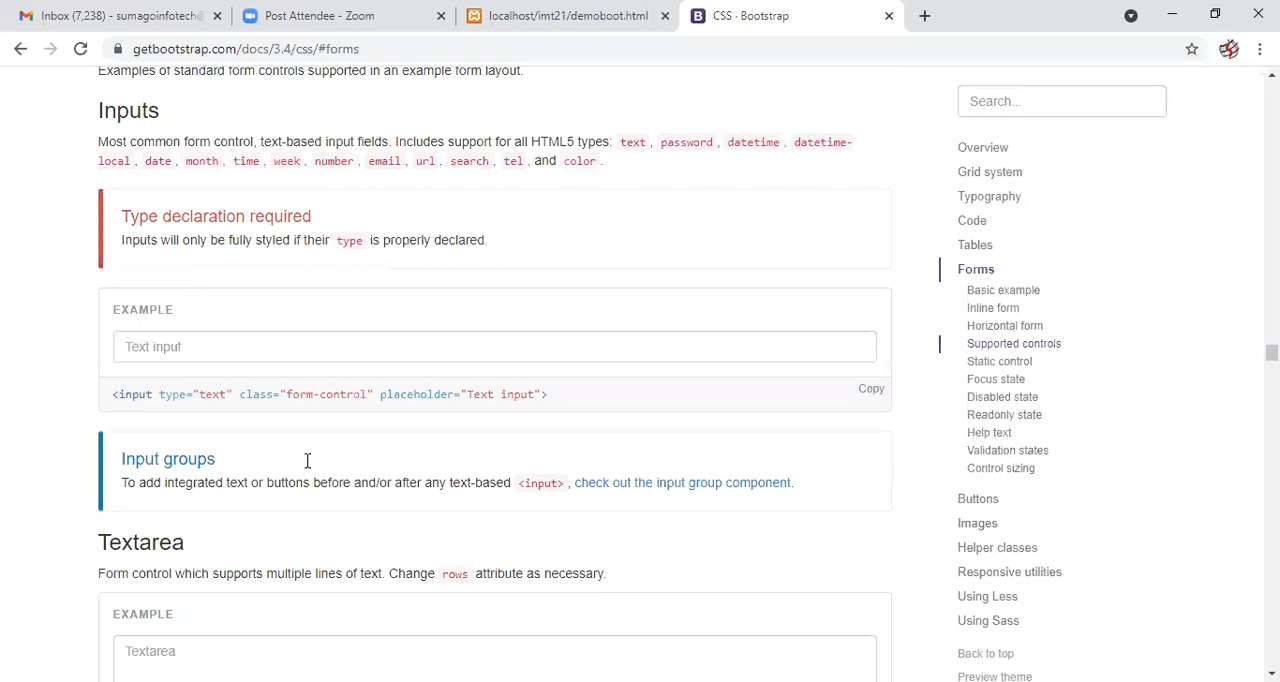 Inbox (7,238) - sumagoinfotech@
Post Attendee - Zoom
localhost/imt21/demoboot.html
CSS · Bootstrap
getbootstrap.com/docs/3.4/css/#forms
Examples of standard form controls supported in an example form layout.
Inputs
Most common form control, text-based input fields. Includes support for all HTML5 types: text , password , datetime , datetime-
local , date , month , time , week , number , email , url , search , tel , and color .
Type declaration required
Inputs will only be fully styled if their type is properly declared.
EXAMPLE
Text input
Copy
<input type="text" class="form-control" placeholder="Text input">
Input groups
To add integrated text or buttons before and/or after any text-based <input> , check out the input group component.
Textarea
Form control which supports multiple lines of text. Change rows attribute as necessary.
EXAMPLE
Textarea
Search...
Overview
Grid system
Typography
Code
Tables
Forms
Basic example
Inline form
Horizontal form
Supported controls
Static control
Focus state
Disabled state
Readonly state
Help text
Validation states
Control sizing
Buttons
Images
Helper classes
Responsive utilities
Using Less
Using Sass
Back to top
Preview theme